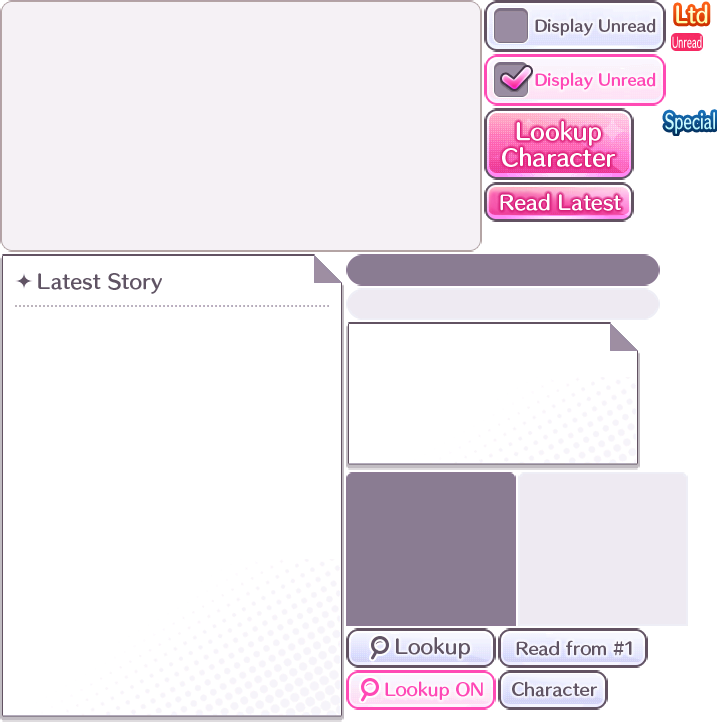 Display Unread
Ltd
Unread
Display Unread
Lookup
Character
Special
Read Latest
Latest Story
Lookup
Read from #1
Lookup ON
Character